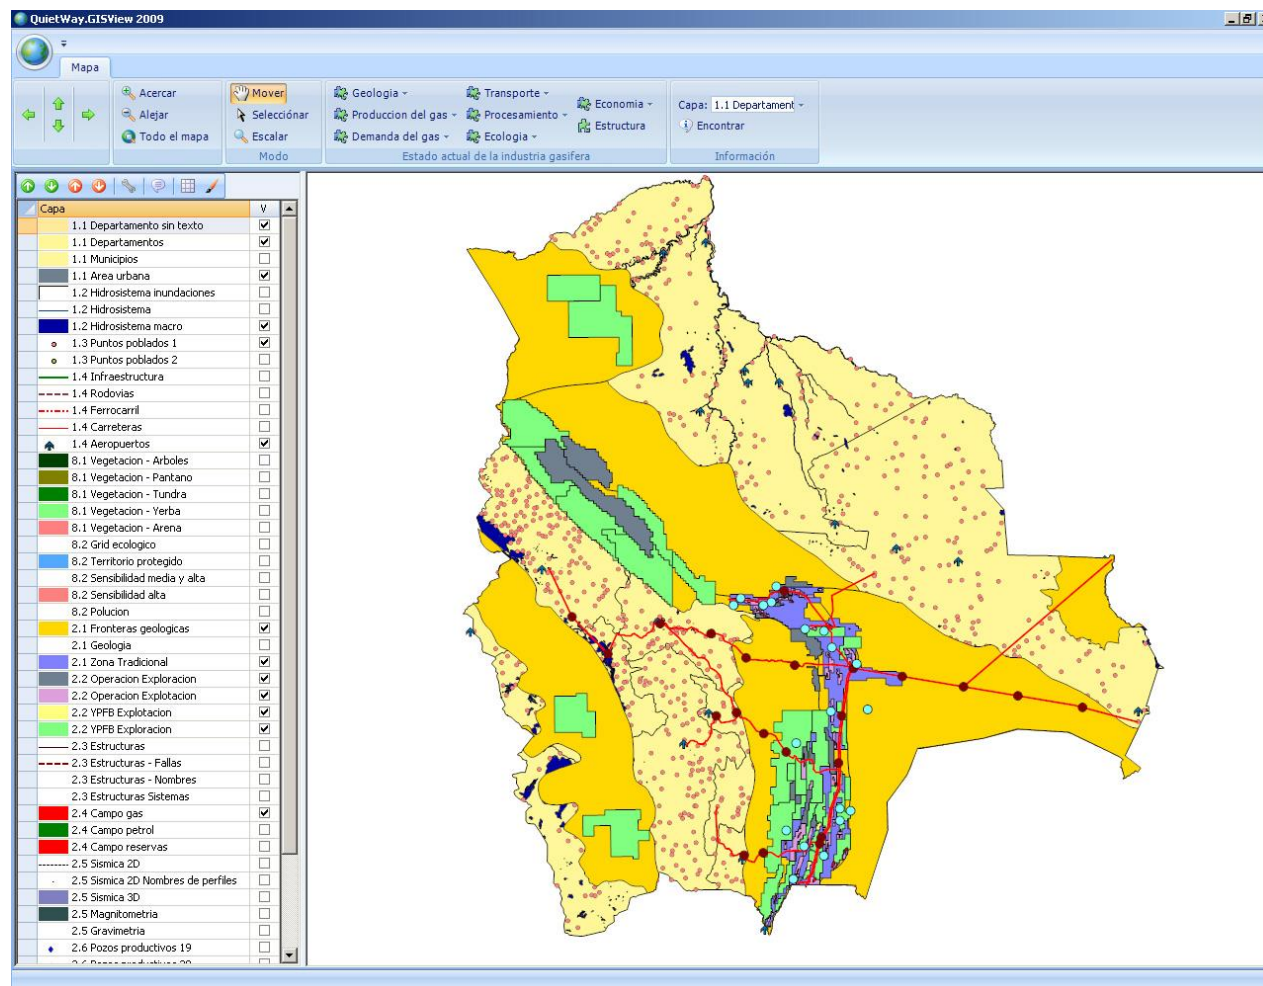 QuietWay.GISView 2009
Mapa
Acercar
Alejar
Todo el mapa
Mover
Selecciónar
Escalar
Modo
Geologia
Produccion del gas
Demanda del gas
Transporte
Procesamiento
Ecologia
Economia
Estructura
Estado actual de la industria gasifera
Capa: 1.1 Departament
Encontrar
Información
Capa V
1.1 Departamento sin texto
1.1 Departamentos
1.1 Municipios
1.1 Area urbana
1.2 Hidrosistema inundaciones
1.2 Hidrosistema
1.2 Hidrosistema macro
1.3 Puntos poblados 1
1.3 Puntos poblados 2
1.4 Infraestructura
1.4 Rodovias
1.4 Ferrocarril
1.4 Carreteras
1.4 Aeropuertos
8.1 Vegetacion - Arboles
8.1 Vegetacion - Pantano
8.1 Vegetacion - Tundra
8.1 Vegetacion - Yerba
8.1 Vegetacion - Arena
8.2 Grid ecologico
8.2 Territorio protegido
8.2 Sensibilidad media y alta
8.2 Sensibilidad alta
8.2 Polucion
2.1 Fronteras geologicas
2.1 Geologia
2.1 Zona Tradicional
2.2 Operacion Exploracion
2.2 Operacion Explotacion
2.2 YPFB Explotacion
2.2 YPFB Exploracion
2.3 Estructuras
2.3 Estructuras - Fallas
2.3 Estructuras - Nombres
2.3 Estructuras Sistemas
2.4 Campo gas
2.4 Campo petrol
2.4 Campo reservas
2.5 Sismica 2D
2.5 Sismica 2D Nombres de perfiles
2.5 Sismica 3D
2.5 Magnitometria
2.5 Gravimetria
2.6 Pozos productivos 19